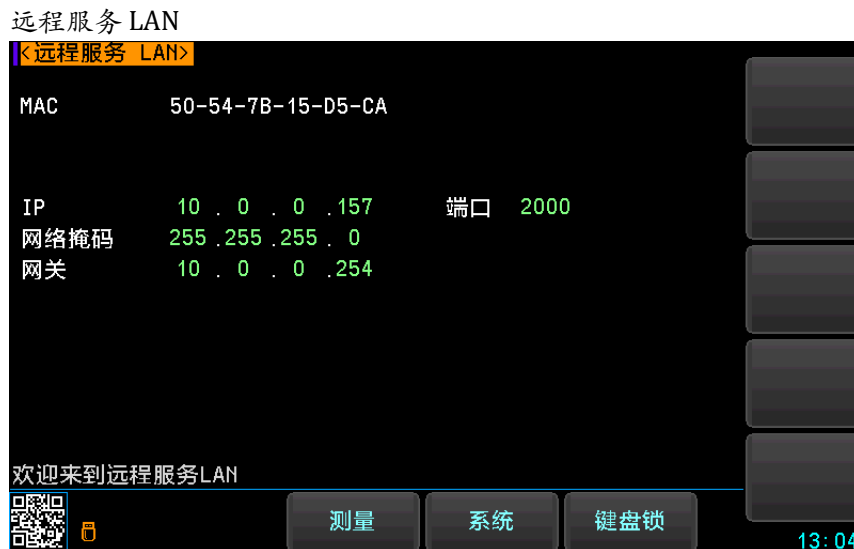 远程服务 LAN
<远程服务 LAN>
MAC 50-54-7B-15-D5-CA
IP 10 . 0 . 0 .157 端口 2000
网络掩码 255 .255 .255 . 0
网关 10 . 0 . 0 .254
欢迎来到远程服务LAN
测量 系统 键盘锁
13:04